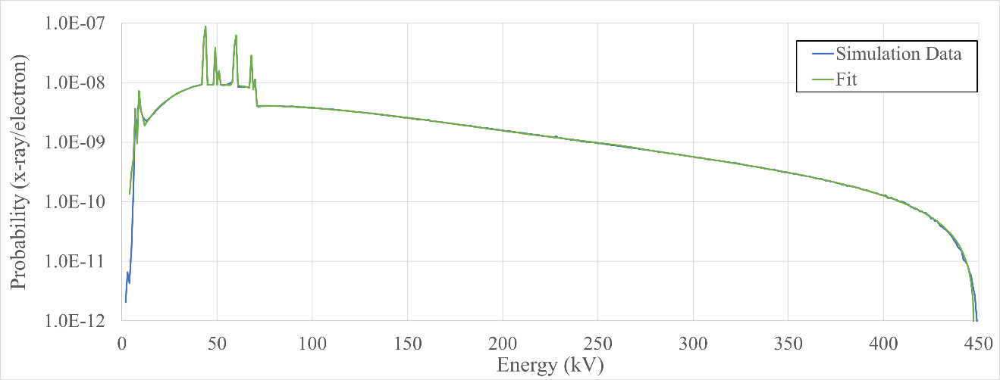 Probability (x-ray/electron)
1.0E-07
1.0E-08
1.0E-09
1.0E-10
1.0E-11
1.0E-12
Simulation Data
Fit
0 50 100 150 200 250 300 350 400 450
Energy (kV)